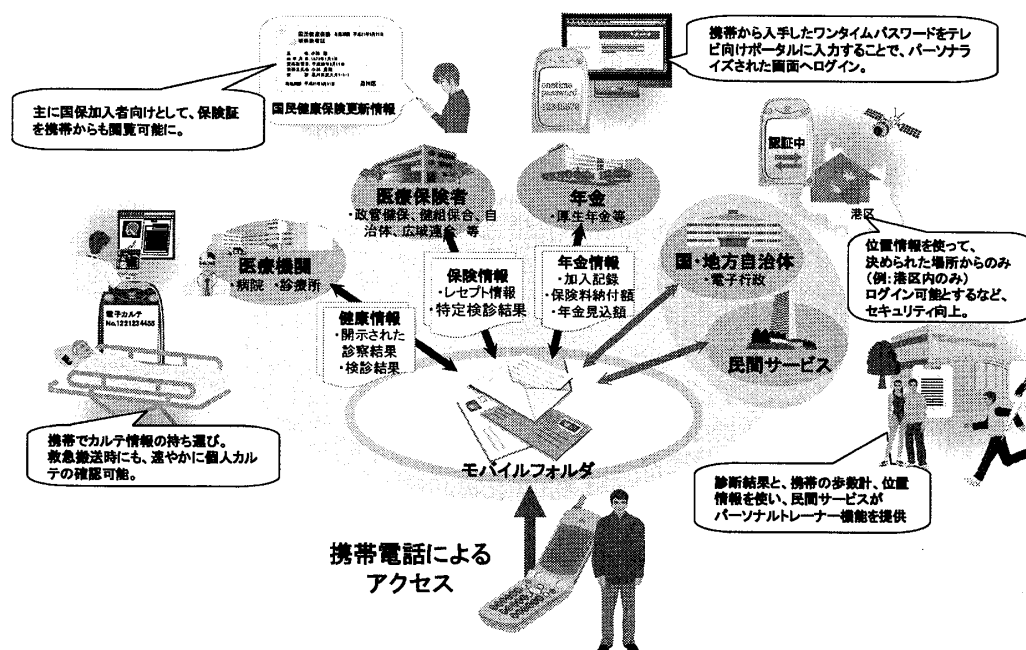 国民健康保険
被保険者証
国民健康保険更新情報
主に国保加入者向けとして、保険証
を携帯からも閲覧可能に。
携帯から入手したワンタイムパスワードをテレ
ビ向けポータルに入力することで、パーソナラ
イズされた画面へログイン。
onetime
password
12345678
認証中
港区
位置情報を使って、
決められた場所からのみ
(例:港区内のみ)
ログイン可能とするなど、
セキュリティ向上。
医療保険者
・政管健保、健組保合、自
治体、広域連合 等
年金
・厚生年金等
医療機関
・病院 ・診療所
国・地方自治体
・電子行政
民間サービス
保険情報
・レセプト情報
・特定検診結果
年金情報
・加入記録
・保険料納付額
・年金見込額
健康情報
・開示された
診察結果
・検診結果
電子カルテ
No.1221234455
携帯でカルテ情報の持ち運び。
救急搬送時にも、速やかに個人カル
テの確認可能。
モバイルフォルダ
診断結果と、携帯の歩数計、位置
情報を使い、民間サービスが
パーソナルトレーナー機能を提供
携帯電話による
アクセス